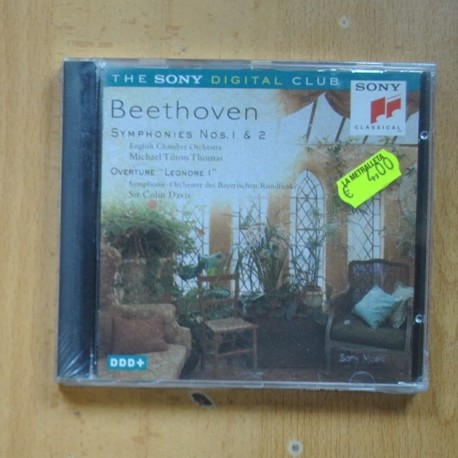 THE SONY DIGITAL CLUB
SONY
CLASSICAL
Beethoven
SYMPHONIES NOS. 1 & 2
English Chamber Orchestra
Michael Tilson Thomas
OVERTURE "LEONORE 1"
Symphonie-Orchester des Bayerischen Rundfunks
Sir Colin Davis
LA METRALLETA
€ 4,00
DDD+
Sony Music